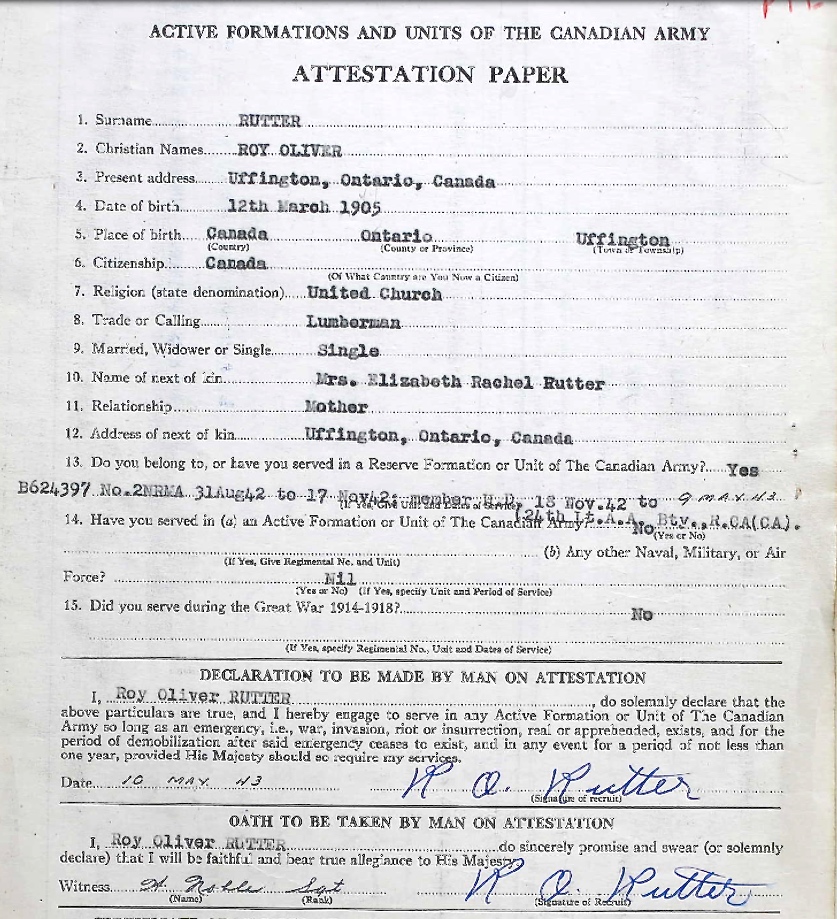 ACTIVE FORMATIONS AND UNITS OF THE CANADIAN ARMY
ATTESTATION PAPER
1. Surname RUTTER
2. Christian Names ROY OLIVER
3. Present address Uffington, Ontario, Canada
4. Date of birth 12th March 1905
5. Place of birth Canada Ontario Uffington
(Country) (County or Province) (Town or Township)
6. Citizenship Canada
(Of What Country are You Now a Citizen)
7. Religion (state denomination) United Church
8. Trade or Calling Lumberman
9. Married, Widower or Single Single
10. Name of next of kin Mrs. Elizabeth Rachel Rutter
11. Relationship Mother
12. Address of next of kin Uffington, Ontario, Canada
13. Do you belong to, or have you served in a Reserve Formation or Unit of The Canadian Army? Yes
B624397 No.2NRMA 31Aug42 to 17 Nov42; member H.D. 18 Nov.42 to 9 MAY 43
(If Yes, Give Unit and Dates of Service) 24th Lt.A.A. Bty., R.CA(CA).
14. Have you served in (a) an Active Formation or Unit of The Canadian Army? No
(Yes or No)
(b) Any other Naval, Military, or Air
(If Yes, Give Regimental No. and Unit)
Force? Nil
(Yes or No) (If Yes, specify Unit and Period of Service)
15. Did you serve during the Great War 1914-1918? No
(If Yes, specify Regimental No., Unit and Dates of Service)
DECLARATION TO BE MADE BY MAN ON ATTESTATION
I, Roy Oliver RUTTER, do solemnly declare that the
above particulars are true, and I hereby engage to serve in any Active Formation or Unit of The Canadian
Army so long as an emergency, i.e., war, invasion, riot or insurrection, real or apprehended, exists, and for the
period of demobilization after said emergency ceases to exist, and in any event for a period of not less than
one year, provided His Majesty should so require my services.
Date 10 MAY 43 R O. Rutter
(Signature of recruit)
OATH TO BE TAKEN BY MAN ON ATTESTATION
I, Roy Oliver RUTTER do sincerely promise and swear (or solemnly
declare) that I will be faithful and bear true allegiance to His Majesty.
Witness H. Noble Sgt R O. Rutter
(Name) (Rank) (Signature of Recruit)